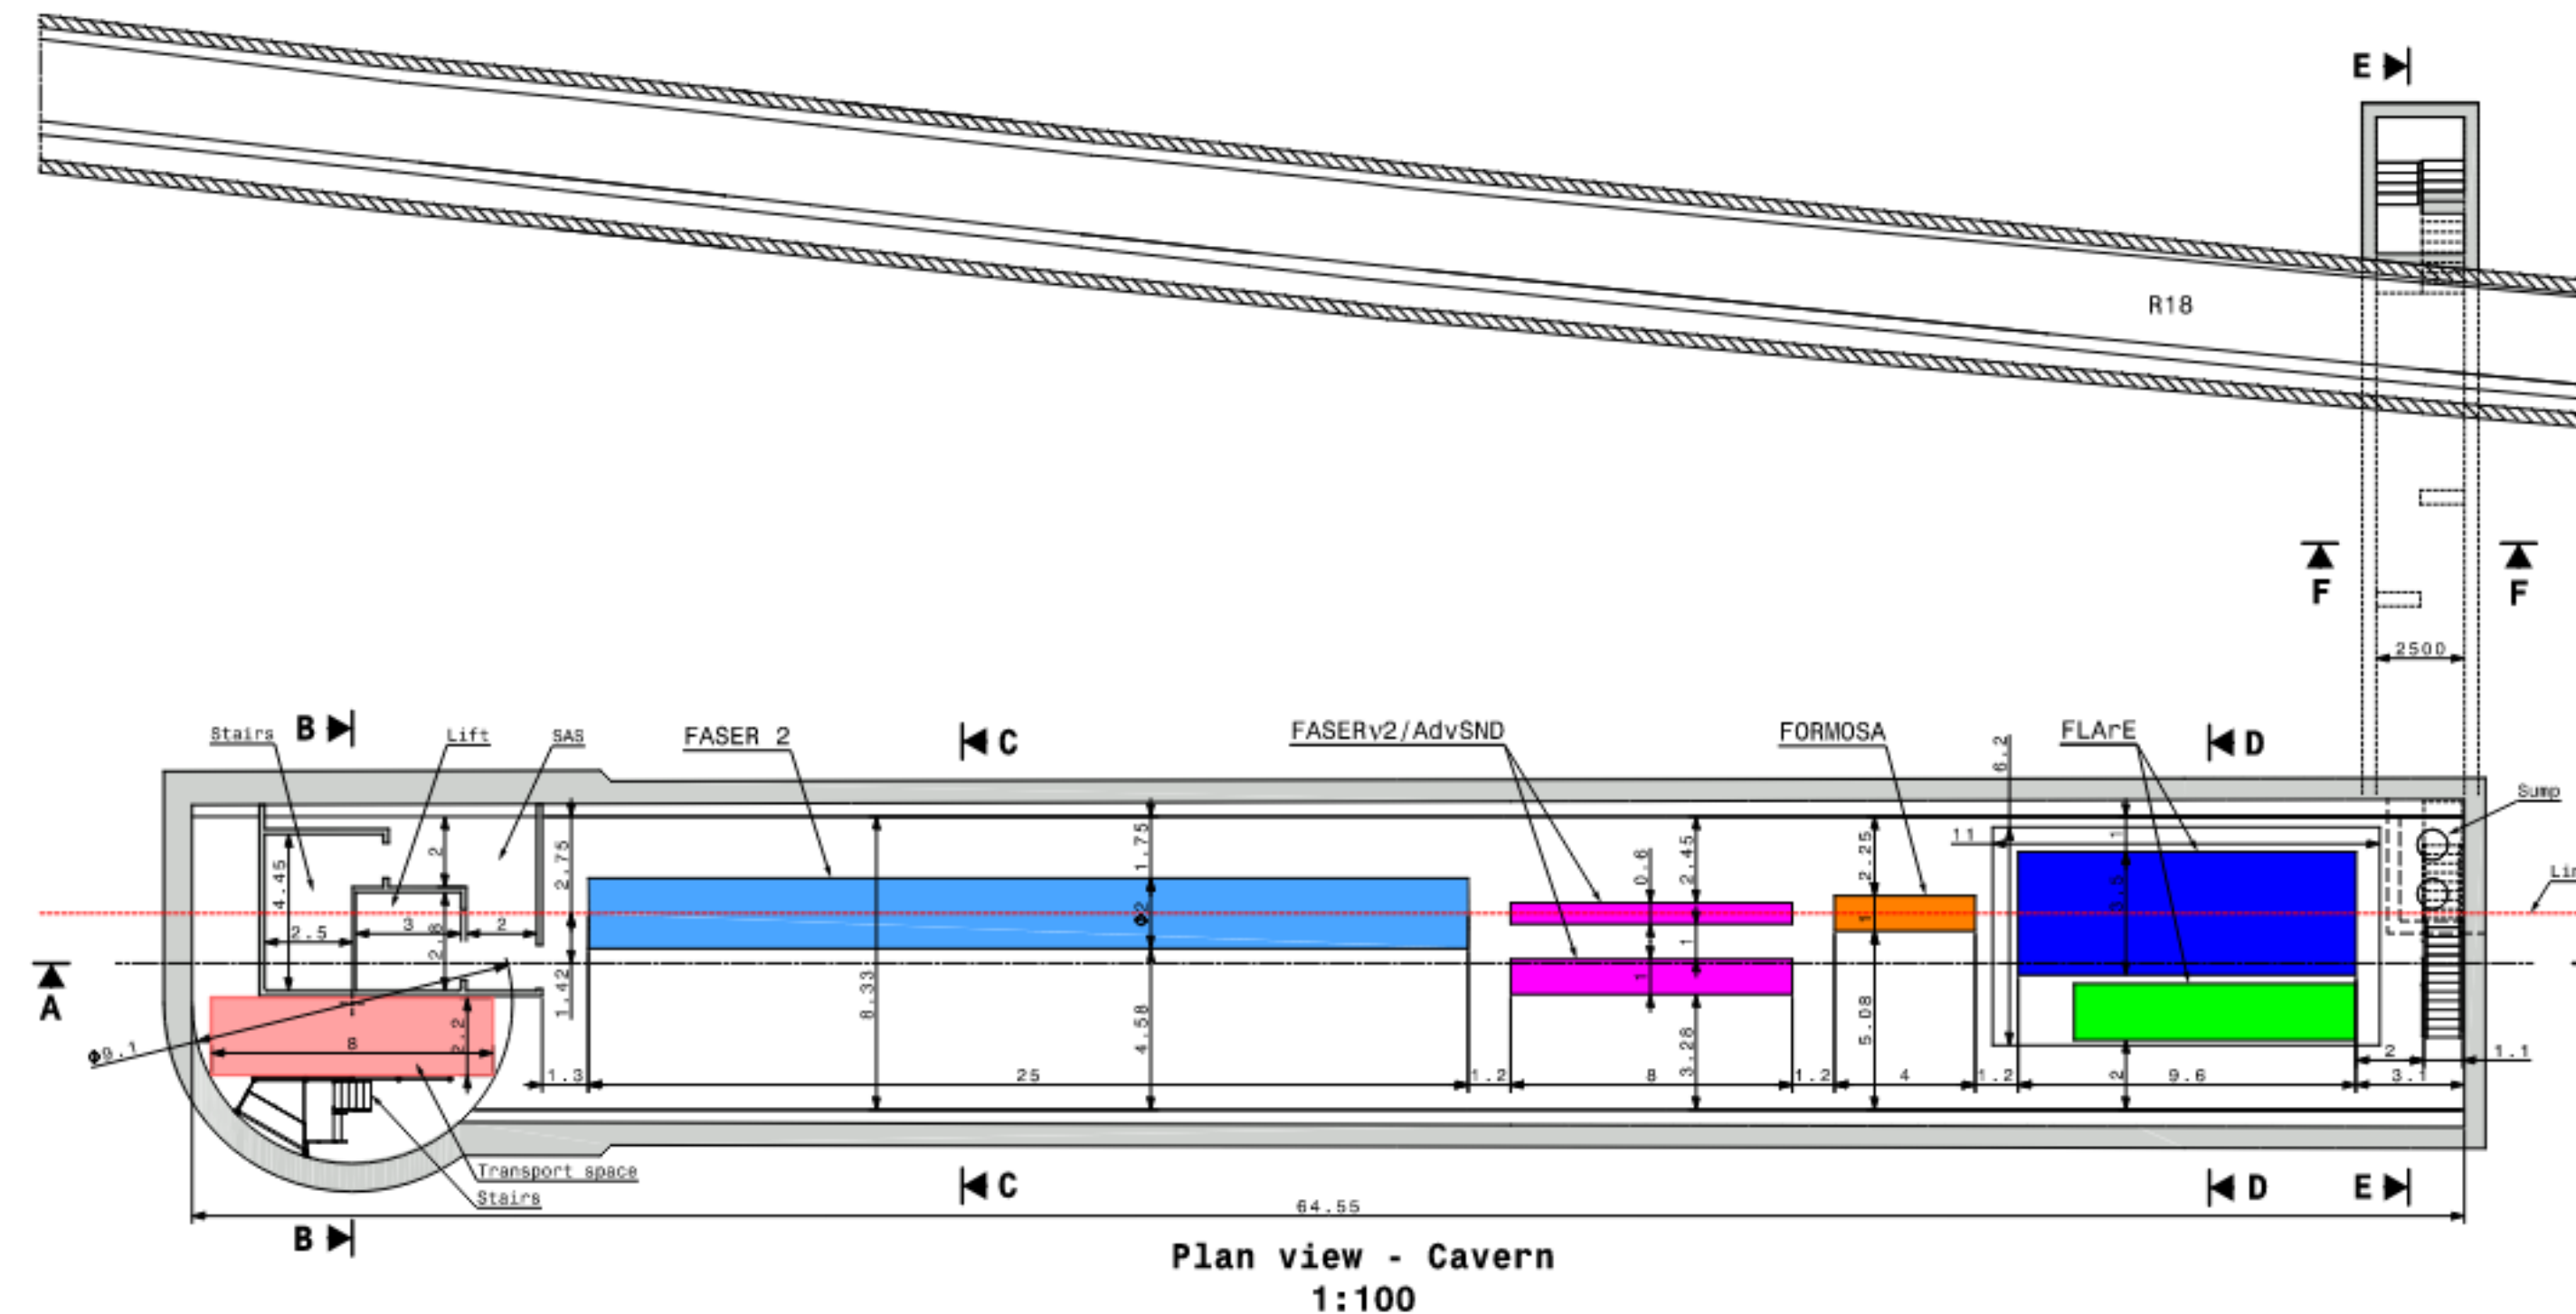 E
R18
F
F
2500
B
Stairs
Lift
SAS
FASER 2
C
FASERν2/AdvSND
FORMOSA
FLArE
D
6.2
Sump
11
1
2
2.75
1.75
0.6
2.45
2.25
4.45
3.5
2.5
3
2
2.8
Φ2
1
1
A
1.42
8.33
4.58
1
3.28
5.08
2
Φ9.1
8
2.2
1.3
25
1.2
8
1.2
4
1.2
9.6
2
3.1
1.1
Transport space
Stairs
C
D
E
B
64.55
Plan view - Cavern
1:100